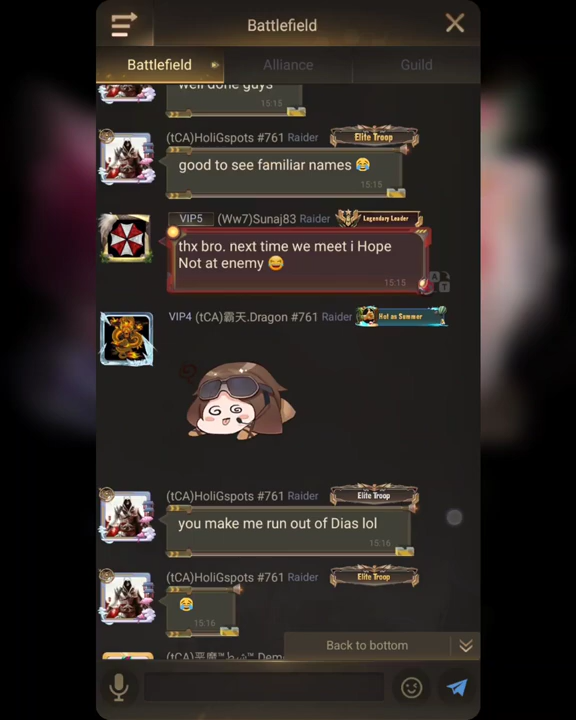 Battlefield
Battlefield
Alliance
Guild
well done guys
15:15
(tCA)HoliGspots #761 Raider
Elite Troop
good to see familiar names 😂
15:15
VIP5 (Ww7)Sunaj83 Raider
Legendary Leader
thx bro. next time we meet i Hope
Not at enemy 😅
15:15
A
T
VIP4 (tCA)霸天.Dragon #761 Raider
Hot as Summer
(tCA)HoliGspots #761 Raider
Elite Troop
you make me run out of Dias lol
15:16
(tCA)HoliGspots #761 Raider
Elite Troop
😂
15:16
Back to bottom